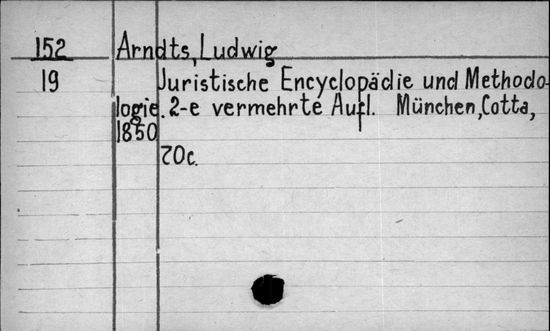 152 Arndts, Ludwig
19 Juristische Encyclopädie und Methodo-
logie. 2-e vermehrte Aufl. München, Cotta,
1850
70c.